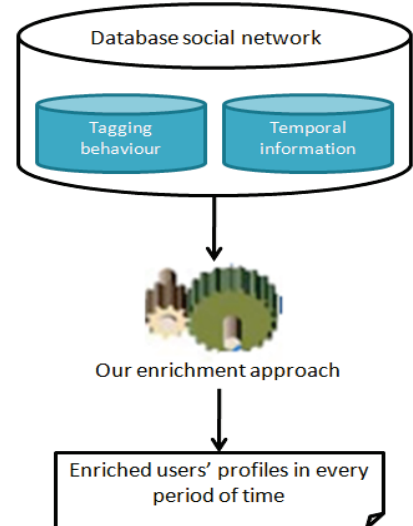 Database social network
Tagging
behaviour
Temporal
information
Our enrichment approach
Enriched users' profiles in every
period of time